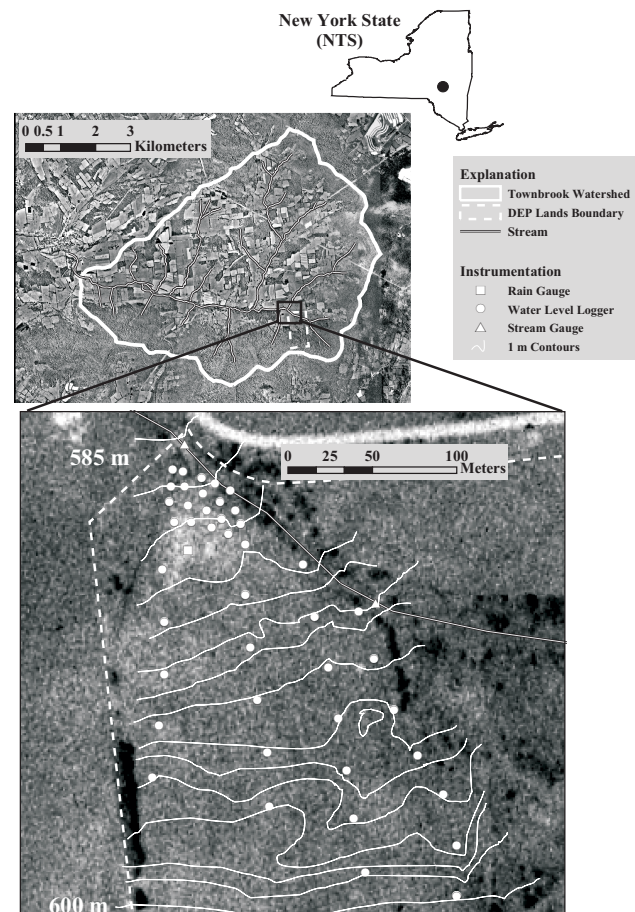 New York State
(NTS)
0 0.5 1 2 3
Kilometers
Explanation
Townbrook Watershed
DEP Lands Boundary
Stream
Instrumentation
Rain Gauge
Water Level Logger
Stream Gauge
1 m Contours
585 m
0 25 50 100
Meters
600 m